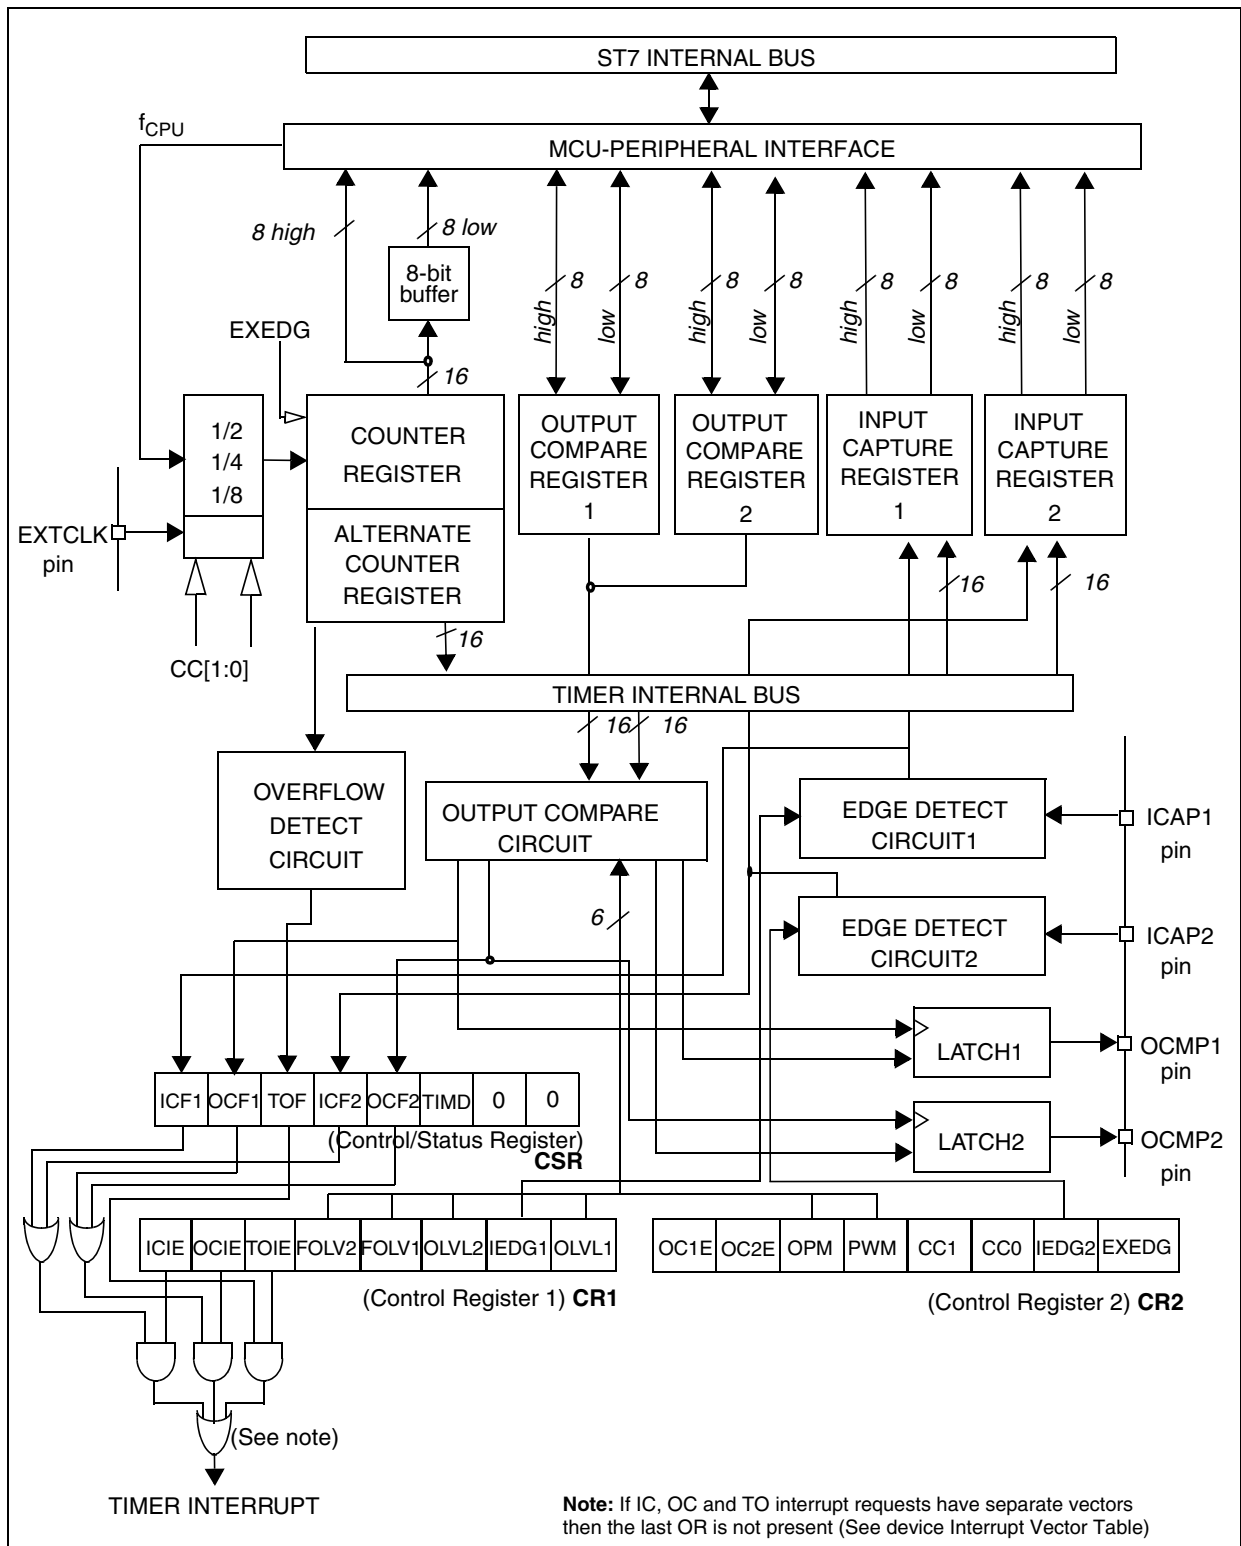 ST7 INTERNAL BUS
fCPU
MCU-PERIPHERAL INTERFACE
8 high
8 low
8-bit
buffer
8
8
8
8
8
8
8
8
high
low
high
low
high
low
high
low
EXEDG
16
1/2
1/4
1/8
COUNTER
REGISTER
ALTERNATE
COUNTER
REGISTER
OUTPUT
COMPARE
REGISTER
1
OUTPUT
COMPARE
REGISTER
2
INPUT
CAPTURE
REGISTER
1
INPUT
CAPTURE
REGISTER
2
EXTCLK
pin
CC[1:0]
16
16
16
TIMER INTERNAL BUS
16
16
OVERFLOW
DETECT
CIRCUIT
OUTPUT COMPARE
CIRCUIT
EDGE DETECT
CIRCUIT1
ICAP1
pin
6
EDGE DETECT
CIRCUIT2
ICAP2
pin
LATCH1
OCMP1
pin
LATCH2
OCMP2
pin
ICF1 OCF1 TOF ICF2 OCF2 TIMD 0 0
(Control/Status Register)
CSR
ICIE OCIE TOIE FOLV2 FOLV1 OLVL2 IEDG1 OLVL1
(Control Register 1) CR1
OC1E OC2E OPM PWM CC1 CC0 IEDG2 EXEDG
(Control Register 2) CR2
(See note)
TIMER INTERRUPT
Note: If IC, OC and TO interrupt requests have separate vectors
then the last OR is not present (See device Interrupt Vector Table)